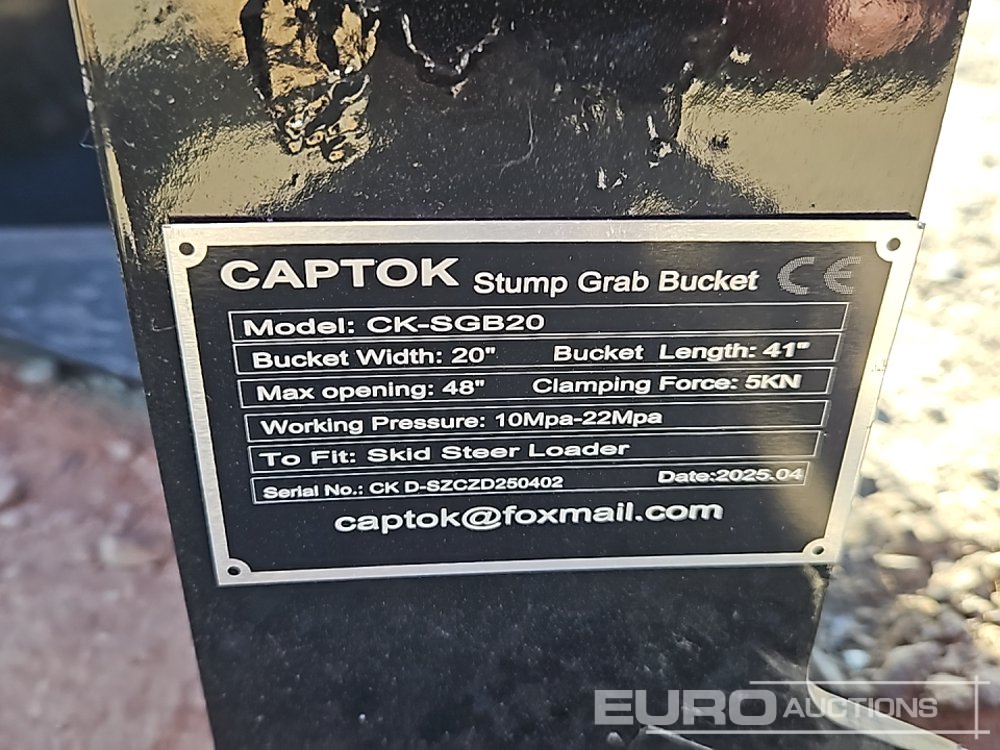 CAPTOK Stump Grab Bucket CE
Model: CK-SGB20
Bucket Width: 20" Bucket Length: 41"
Max opening: 48" Clamping Force: 5KN
Working Pressure: 10Mpa-22Mpa
To Fit: Skid Steer Loader
Serial No.: CK D-SZCZD250402 Date:2025.04
captok@foxmail.com
EURO AUCTIONS